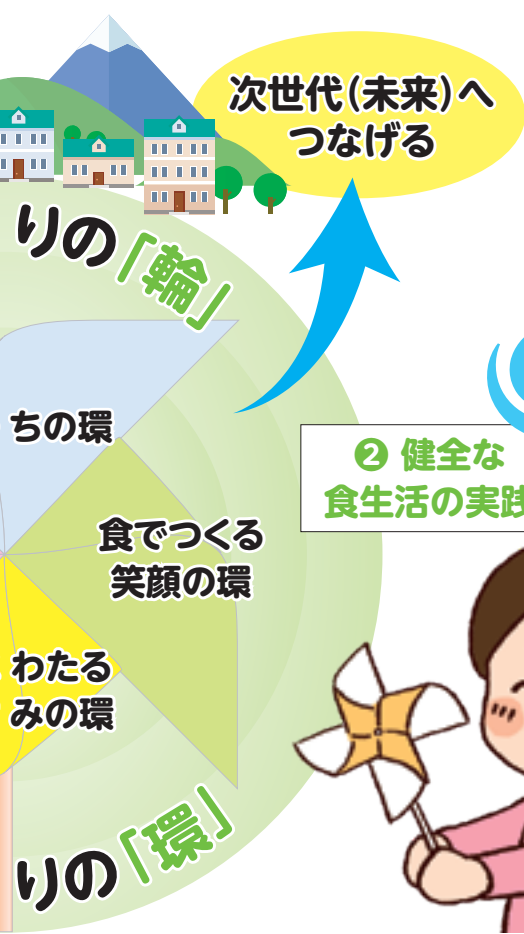 次世代（未来）へ
つなげる
りの「輪」
ちの環
❷ 健全な
食生活の実践
食でつくる
笑顔の環
わたる
みの環
りの「環」